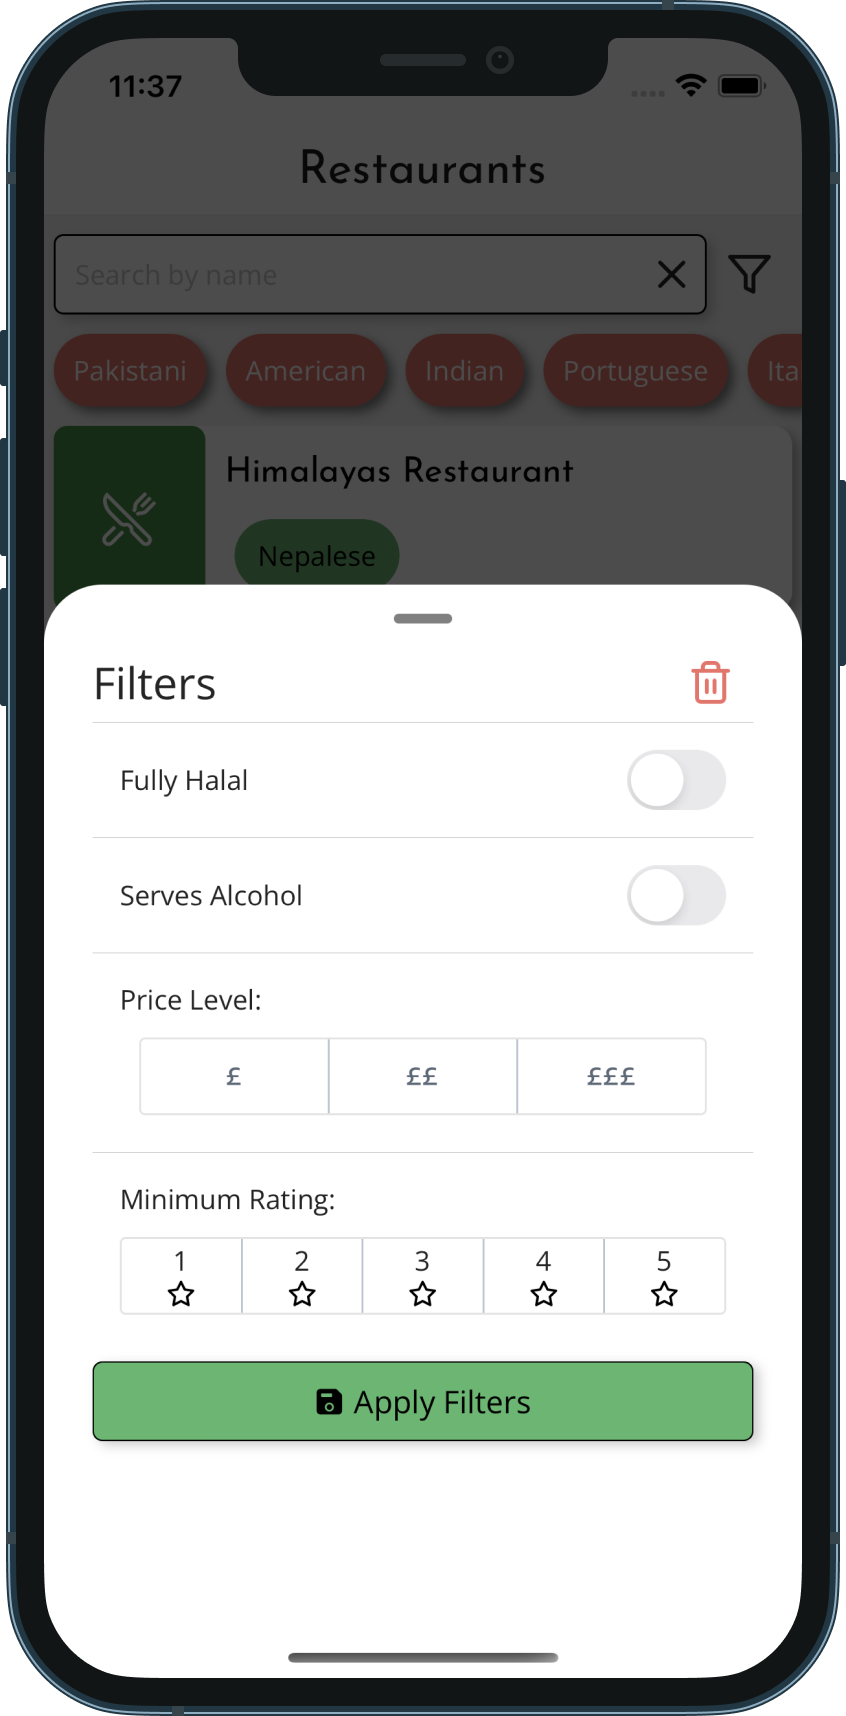 11:37
Restaurants
Search by name
Pakistani American Indian Portuguese Ita
Himalayas Restaurant
Nepalese
Filters
Fully Halal
Serves Alcohol
Price Level:
£ ££ £££
Minimum Rating:
1 2 3 4 5
Apply Filters